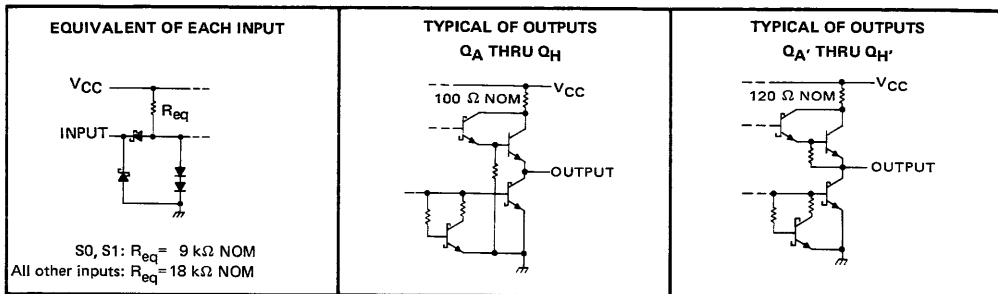 EQUIVALENT OF EACH INPUT
VCC
Req
INPUT
S0, S1: Req= 9 kΩ NOM
All other inputs: Req=18 kΩ NOM
TYPICAL OF OUTPUTS
QA THRU QH
VCC
100 Ω NOM
OUTPUT
TYPICAL OF OUTPUTS
QA' THRU QH'
VCC
120 Ω NOM
OUTPUT